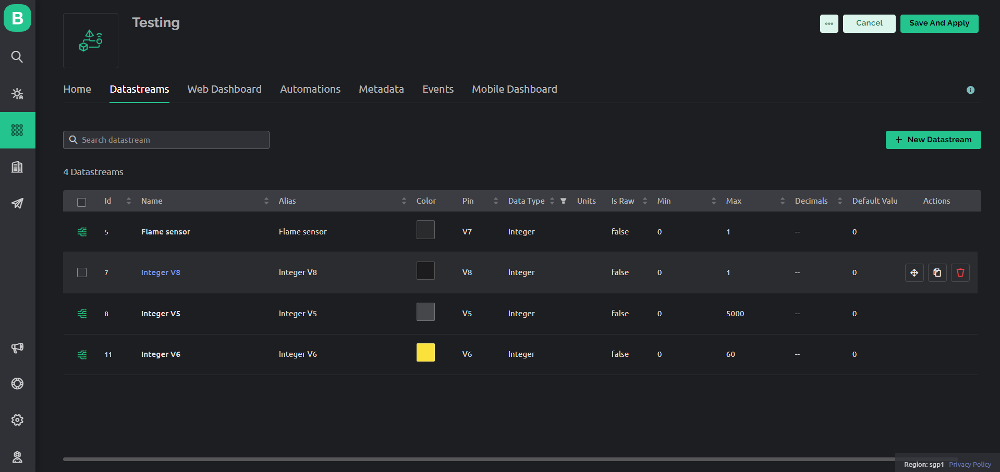 B
Testing
Cancel
Save And Apply
Home Datastreams Web Dashboard Automations Metadata Events Mobile Dashboard
Search datastream
New Datastream
4 Datastreams
Id Name Alias Color Pin Data Type Units Is Raw Min Max Decimals Default Valu Actions
5 Flame sensor Flame sensor V7 Integer false 0 1 -- 0
7 Integer V8 Integer V8 V8 Integer false 0 1 -- 0
8 Integer V5 Integer V5 V5 Integer false 0 5000 -- 0
11 Integer V6 Integer V6 V6 Integer false 0 60 -- 0
Region: sgp1 Privacy Policy